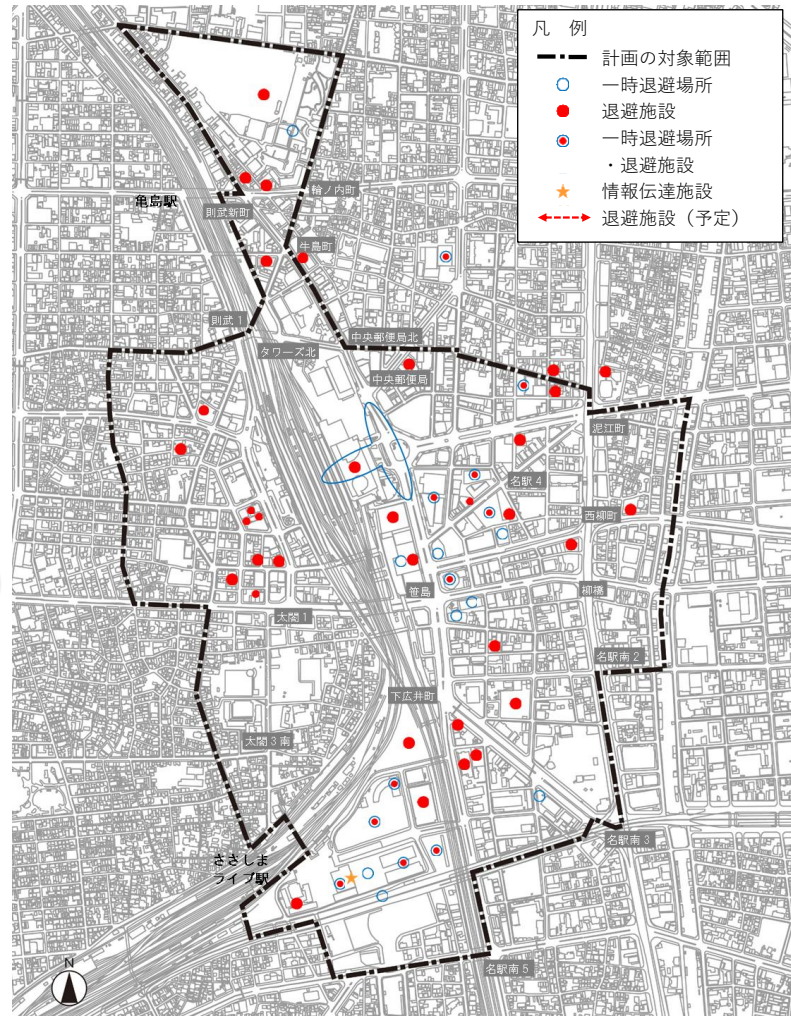 凡 例
計画の対象範囲
一時退避場所
退避施設
一時退避場所
・退避施設
情報伝達施設
退避施設（予定）
輪ノ内町
亀島駅
則武新町
牛島町
則武1
中央郵便局北
タワーズ北
中央郵便局
泥江町
名駅4
西柳町
笹島
柳橋
太閤1
名駅南2
下広井町
太閤3南
名駅南3
ささしま
ライブ駅
名駅南5
N